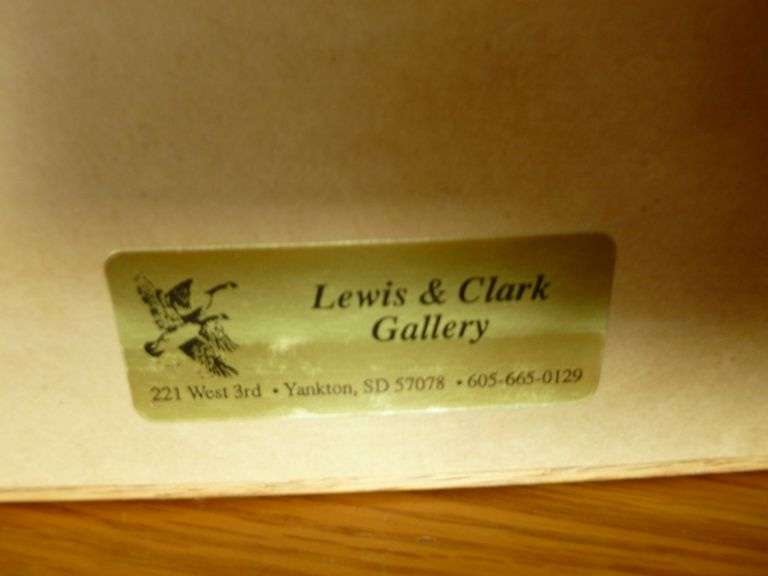 Lewis & Clark
Gallery
221 West 3rd • Yankton, SD 57078 • 605-665-0129